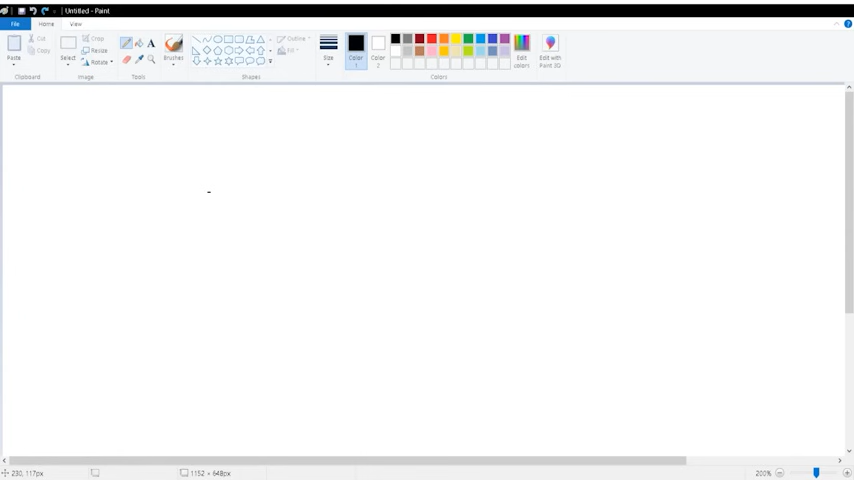 Untitled - Paint
File Home View
Paste
Cut
Copy
Clipboard
Select
Crop
Resize
Rotate
Image
A
Tools
Brushes
Outline
Fill
Shapes
Size
Color 1
Color 2
Colors
Edit colors
Edit with Paint 3D
230, 117px
1152 × 648px
200%